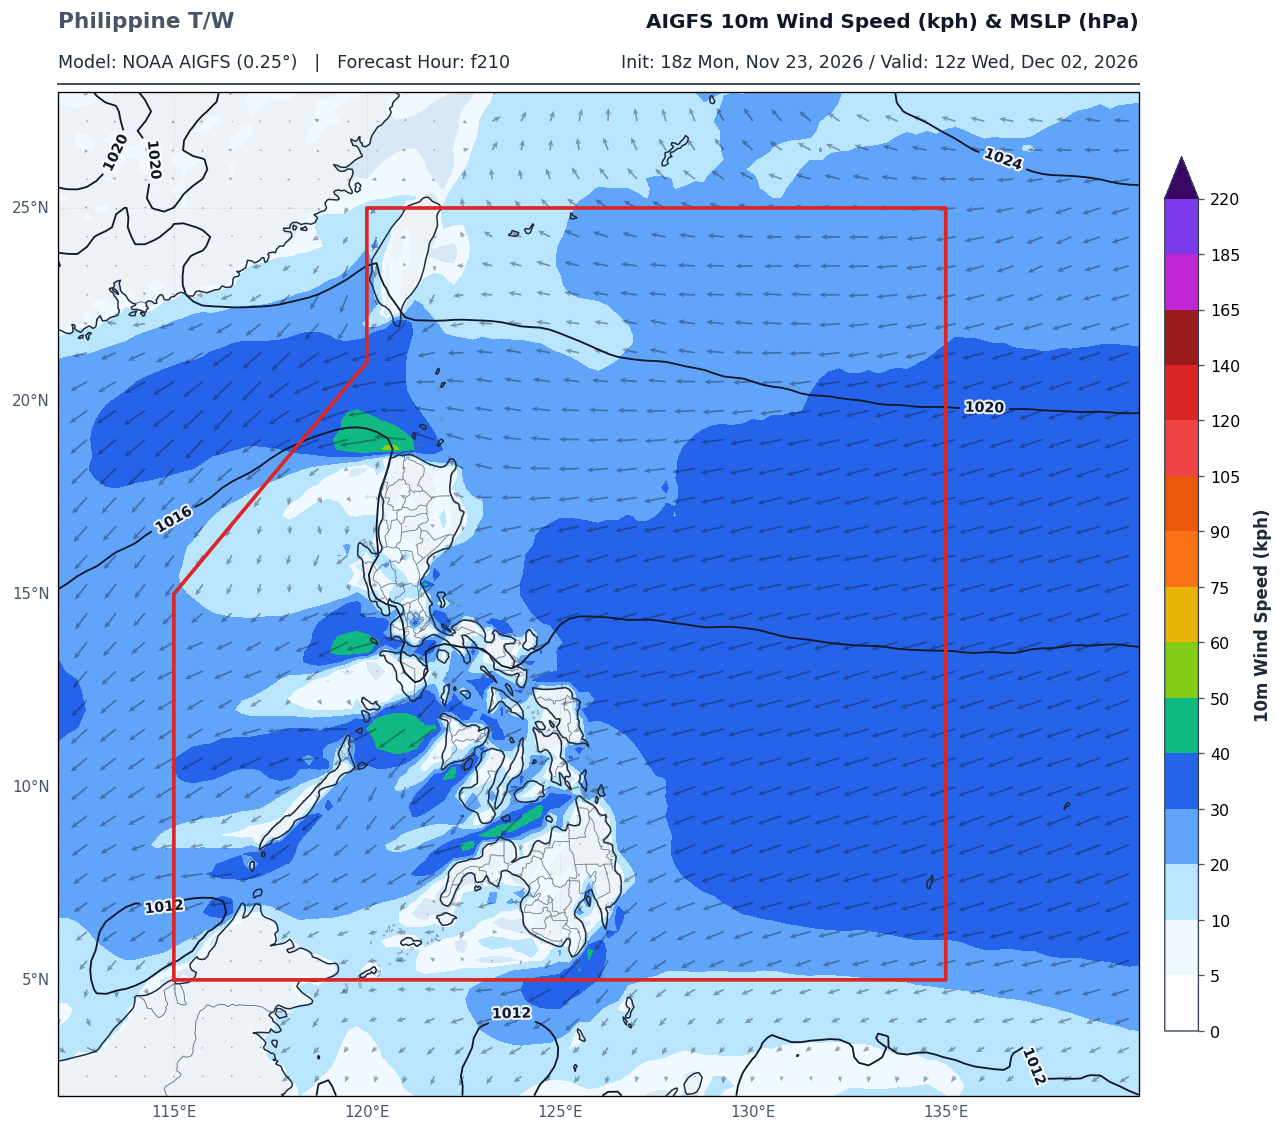 Philippine T/W
AIGFS 10m Wind Speed (kph) & MSLP (hPa)
Model: NOAA AIGFS (0.25°) | Forecast Hour: f210
Init: 18z Mon, Nov 23, 2026 / Valid: 12z Wed, Dec 02, 2026
1020
1020
1024
25°N
20°N
15°N
10°N
5°N
1020
1016
1012
1012
1012
115°E
120°E
125°E
130°E
135°E
220
185
165
140
120
105
90
75
60
50
40
30
20
10
5
0
10m Wind Speed (kph)